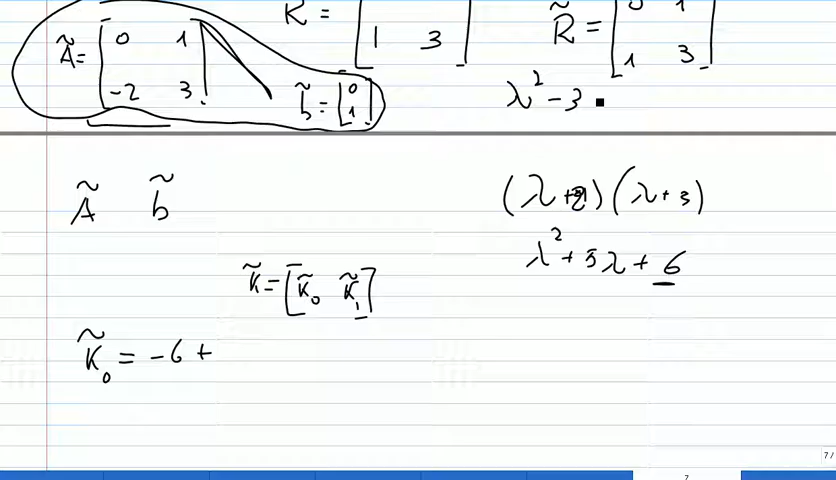 Ã = [ 0 1 ; -2 3 ]
b̃ = [ 0 ; 1 ]
R = [ 1 3 ]
R̃ = [ 0 1 ; 1 3 ]
λ² - 3
Ã b̃
(λ+2)(λ+3)
λ² + 5λ + 6
K̃ = [ K̃₀ K̃₁ ]
K̃₀ = -6 +
7/
7